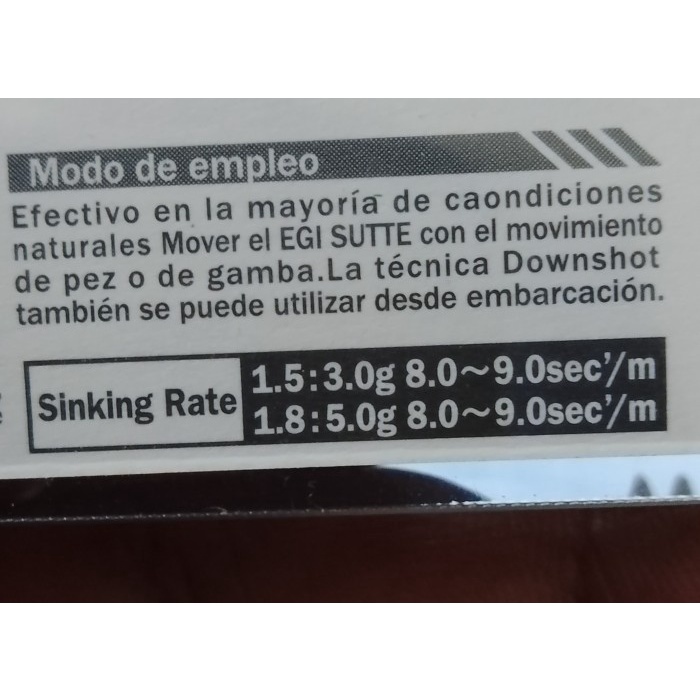 Modo de empleo
Efectivo en la mayoría de caondiciones
naturales Mover el EGI SUTTE con el movimiento
de pez o de gamba.La técnica Downshot
también se puede utilizar desde embarcación.
Sinking Rate
1.5:3.0g 8.0~9.0sec’/m
1.8:5.0g 8.0~9.0sec’/m